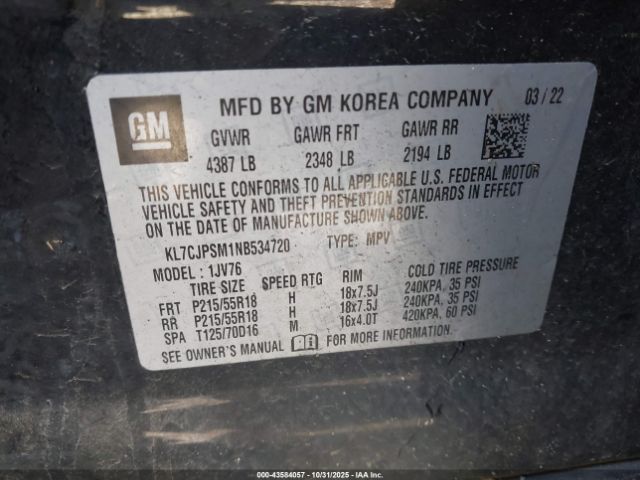 GM
MFD BY GM KOREA COMPANY 03 / 22
GVWR GAWR FRT GAWR RR
4387 LB 2348 LB 2194 LB
THIS VEHICLE CONFORMS TO ALL APPLICABLE U.S. FEDERAL MOTOR
VEHICLE SAFETY AND THEFT PREVENTION STANDARDS IN EFFECT
ON THE DATE OF MANUFACTURE SHOWN ABOVE.
KL7CJPSM1NB534720 TYPE: MPV
MODEL : 1JV76
TIRE SIZE SPEED RTG RIM COLD TIRE PRESSURE
FRT P215/55R18 H 18x7.5J 240KPA, 35 PSI
RR P215/55R18 H 18x7.5J 240KPA, 35 PSI
SPA T125/70D16 M 16x4.0T 420KPA, 60 PSI
SEE OWNER'S MANUAL FOR MORE INFORMATION.
000-43584057 - 10/31/2025 - IAAI.COM